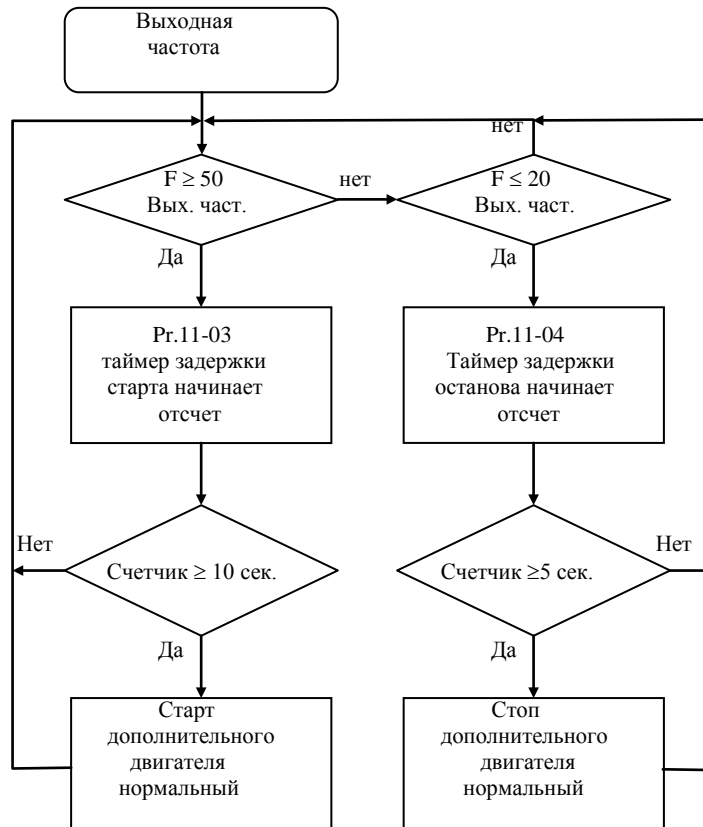 Выходная
частота
нет
F ≥ 50
Вых. част.
нет
F ≤ 20
Вых. част.
Да
Да
Pr.11-03
таймер задержки
старта начинает
отсчет
Pr.11-04
Таймер задержки
останова начинает
отсчет
Нет
Счетчик ≥ 10 сек.
Счетчик ≥5 сек.
Нет
Да
Да
Старт
дополнительного
двигателя
нормальный
Стоп
дополнительного
двигателя
нормальный